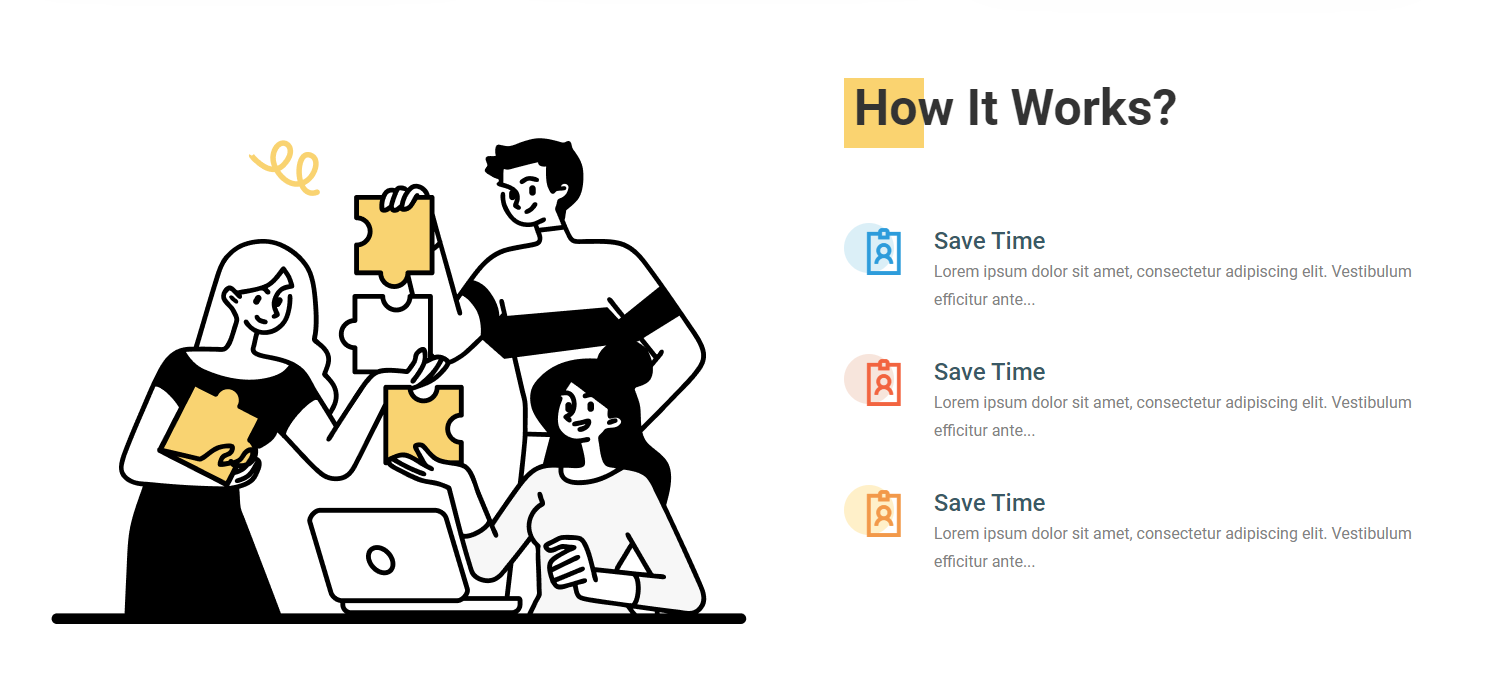 How It Works?
Save Time
Lorem ipsum dolor sit amet, consectetur adipiscing elit. Vestibulum
efficitur ante...
Save Time
Lorem ipsum dolor sit amet, consectetur adipiscing elit. Vestibulum
efficitur ante...
Save Time
Lorem ipsum dolor sit amet, consectetur adipiscing elit. Vestibulum
efficitur ante...